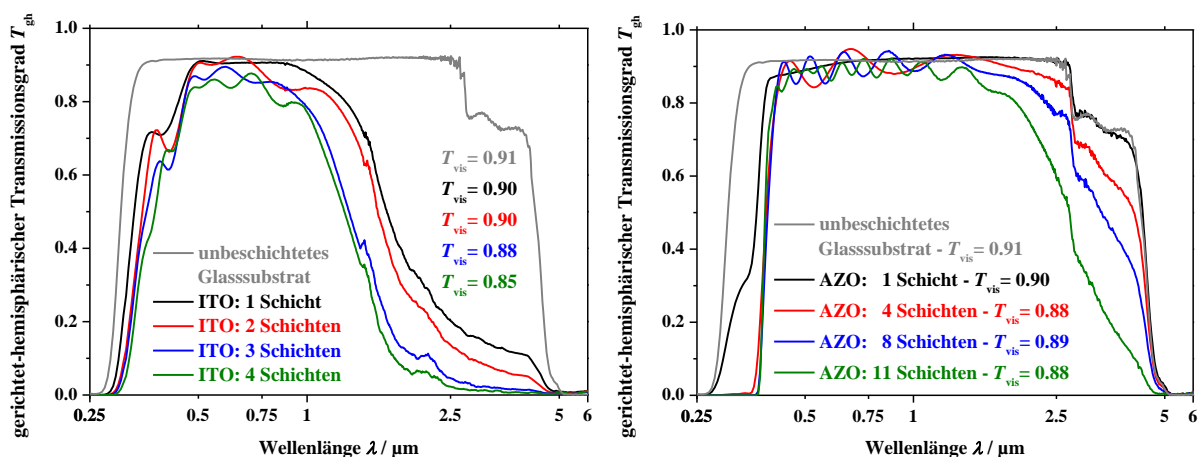 gerichtet-hemisphärischer Transmissionsgrad T_gh
1.0
0.8
0.6
0.4
0.2
0.0
T_vis = 0.91
T_vis = 0.90
T_vis = 0.90
T_vis = 0.88
T_vis = 0.85
unbeschichtetes
Glasssubstrat
ITO: 1 Schicht
ITO: 2 Schichten
ITO: 3 Schichten
ITO: 4 Schichten
0.25 0.5 0.75 1 2.5 5 6
Wellenlänge λ / µm
gerichtet-hemisphärischer Transmissionsgrad T_gh
1.0
0.8
0.6
0.4
0.2
0.0
unbeschichtetes
Glasssubstrat - T_vis = 0.91
AZO: 1 Schicht - T_vis = 0.90
AZO: 4 Schichten - T_vis = 0.88
AZO: 8 Schichten - T_vis = 0.89
AZO: 11 Schichten - T_vis = 0.88
0.25 0.5 0.75 1 2.5 5 6
Wellenlänge λ / µm